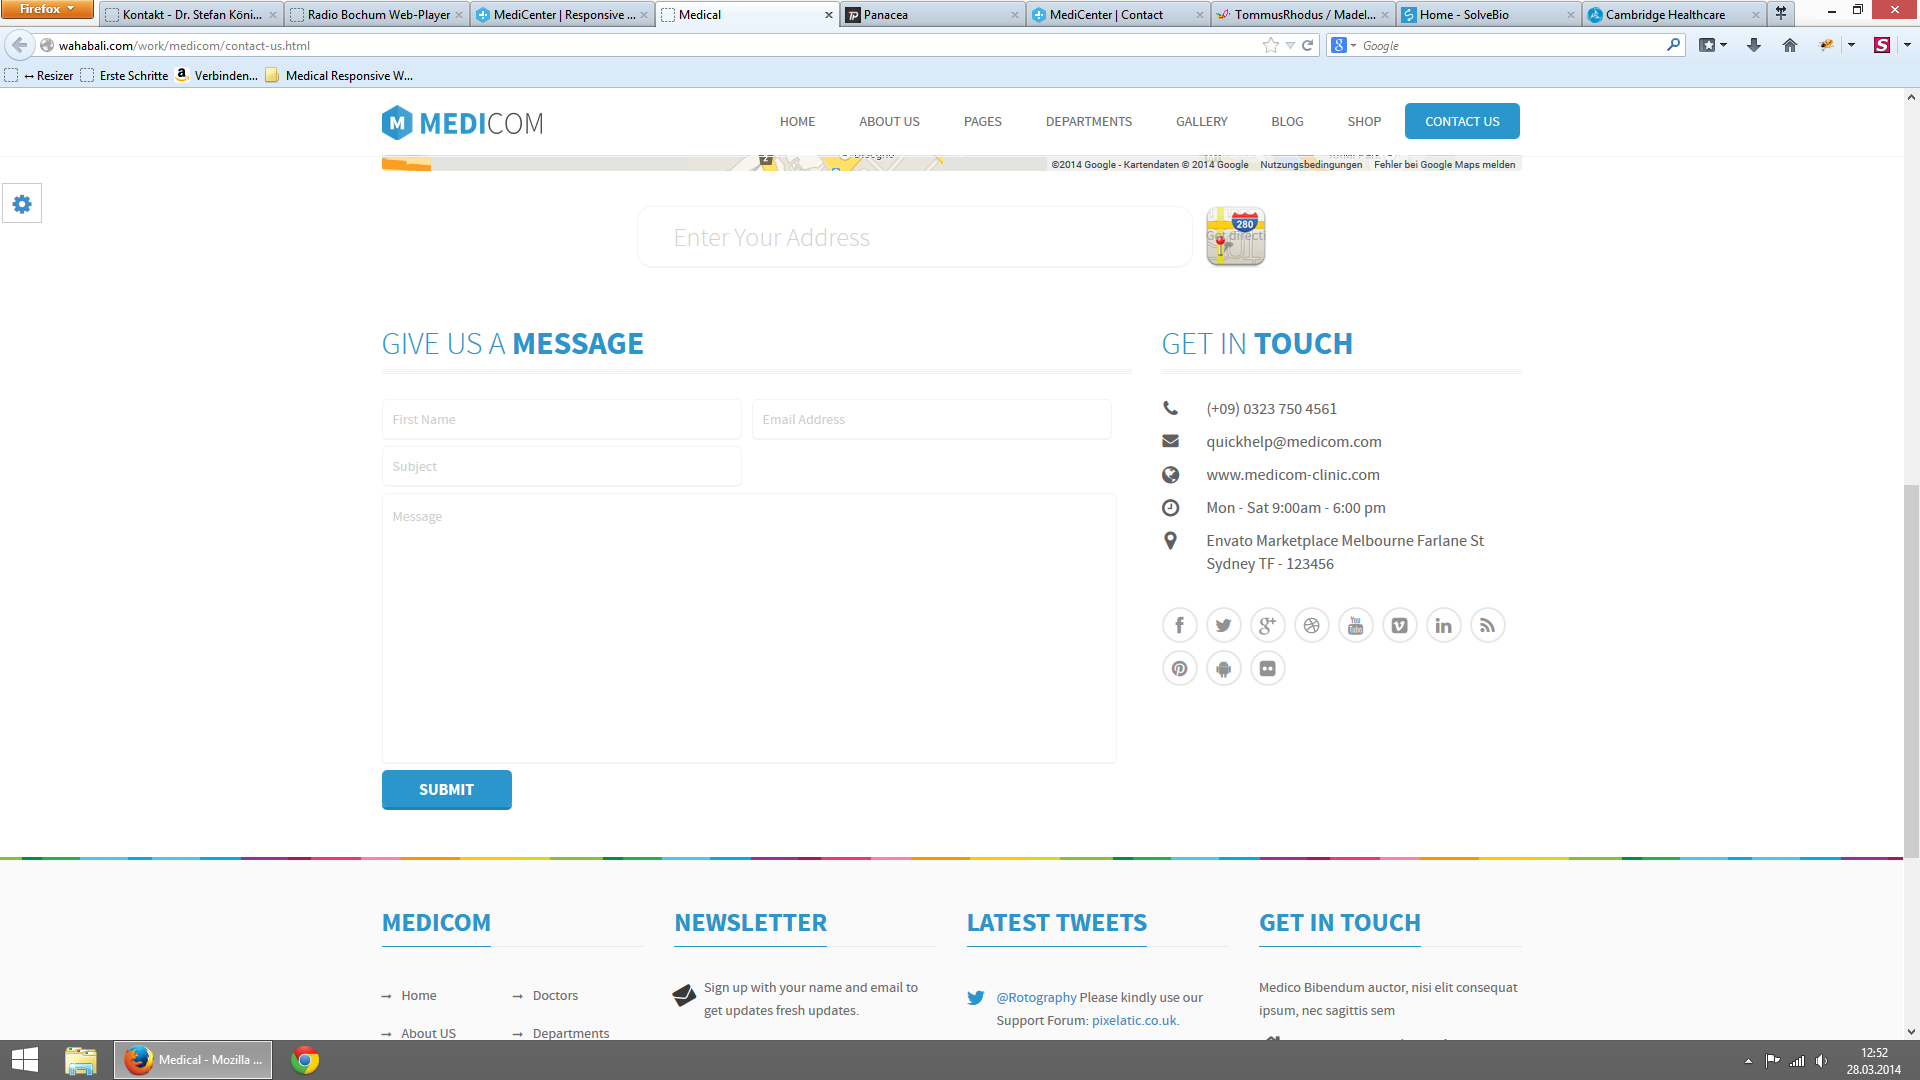 Firefox
Kontakt - Dr. Stefan Köni...
Radio Bochum Web-Player
MediCenter | Responsive ...
Medical
Panacea
MediCenter | Contact
TommusRhodus / Madel...
Home - SolveBio
Cambridge Healthcare
wahabali.com/work/medicom/contact-us.html
Google
↔ Resizer
Erste Schritte
Verbinden...
Medical Responsive W...
MEDICOM
HOME
ABOUT US
PAGES
DEPARTMENTS
GALLERY
BLOG
SHOP
CONTACT US
©2014 Google - Kartendaten © 2014 Google
Nutzungsbedingungen
Fehler bei Google Maps melden
Enter Your Address
280
GIVE US A MESSAGE
First Name
Email Address
Subject
Message
SUBMIT
GET IN TOUCH
(+09) 0323 750 4561
quickhelp@medicom.com
www.medicom-clinic.com
Mon - Sat 9:00am - 6:00 pm
Envato Marketplace Melbourne Farlane St
Sydney TF - 123456
MEDICOM
Home
Doctors
About US
Departments
NEWSLETTER
Sign up with your name and email to
get updates fresh updates.
LATEST TWEETS
@Rotography Please kindly use our
Support Forum: pixelatic.co.uk.
GET IN TOUCH
Medico Bibendum auctor, nisi elit consequat
ipsum, nec sagittis sem
Medical - Mozilla ...
12:52
28.03.2014